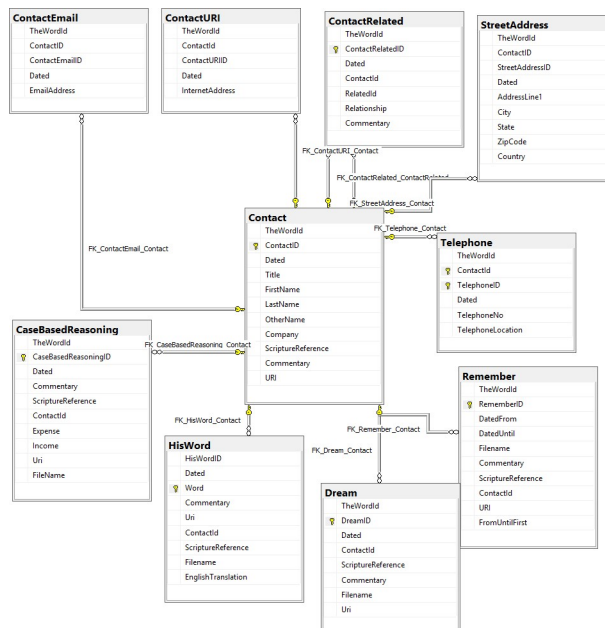 ContactEmail
TheWordId
ContactID
ContactEmailID
Dated
EmailAddress
ContactURI
TheWordId
ContactId
ContactURIID
Dated
InternetAddress
ContactRelated
TheWordId
ContactRelatedID
Dated
ContactId
RelatedId
Relationship
Commentary
StreetAddress
TheWordId
ContactID
StreetAddressID
Dated
AddressLine1
City
State
ZipCode
Country
FK_ContactURI_Contact
FK_ContactRelated_ContactRelated
FK_StreetAddress_Contact
FK_Telephone_Contact
FK_ContactEmail_Contact
Contact
TheWordId
ContactID
Dated
Title
FirstName
LastName
OtherName
Company
ScriptureReference
Commentary
URI
Telephone
TheWordId
ContactId
TelephoneID
Dated
TelephoneNo
TelephoneLocation
CaseBasedReasoning
TheWordId
CaseBasedReasoningID
Dated
Commentary
ScriptureReference
ContactId
Expense
Income
Uri
FileName
FK_CaseBasedReasoning_Contact
Remember
TheWordId
RememberID
DatedFrom
DatedUntil
Filename
Commentary
ScriptureReference
ContactId
URI
FromUntilFirst
FK_HisWord_Contact
FK_Remember_Contact
FK_Dream_Contact
HisWord
HisWordID
Dated
Word
Commentary
Uri
ContactId
ScriptureReference
Filename
EnglishTranslation
Dream
TheWordId
DreamID
Dated
ContactId
ScriptureReference
Commentary
Filename
Uri